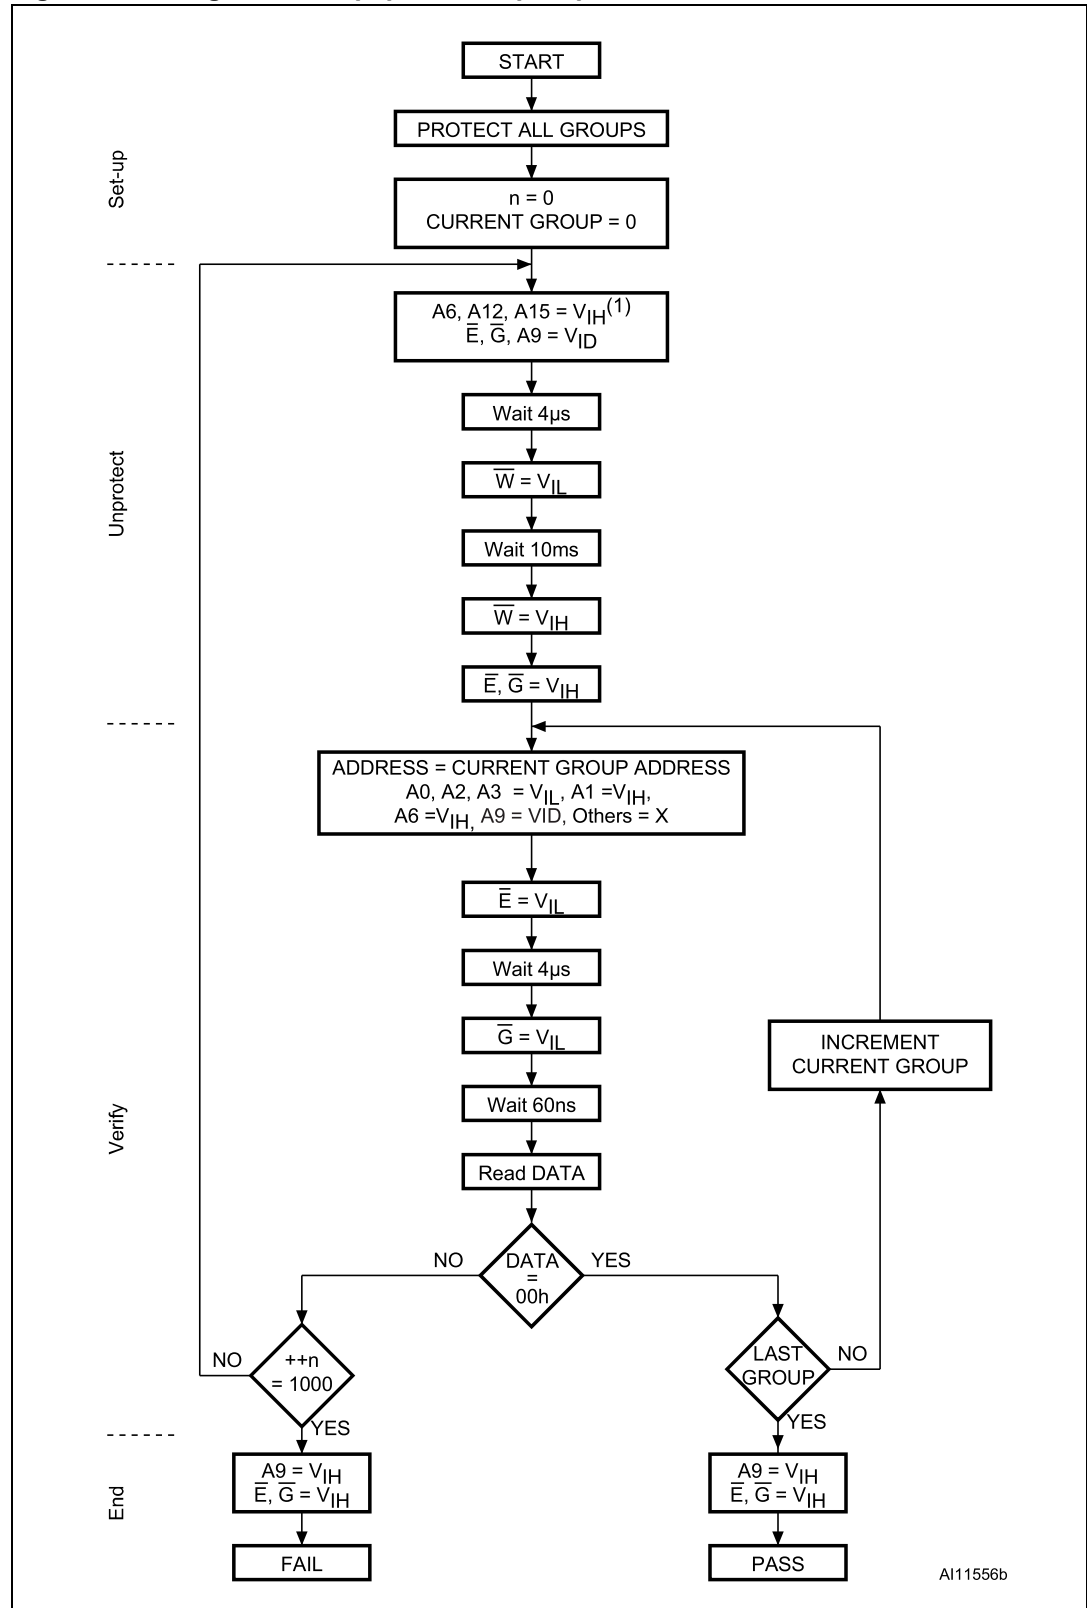 START
PROTECT ALL GROUPS
Set-up
n = 0
CURRENT GROUP = 0
A6, A12, A15 = VIH(1)
E̅, G̅, A9 = VID
Wait 4µs
W̅ = VIL
Unprotect
Wait 10ms
W̅ = VIH
E̅, G̅ = VIH
ADDRESS = CURRENT GROUP ADDRESS
A0, A2, A3 = VIL, A1 =VIH,
A6 =VIH, A9 = VID, Others = X
E̅ = VIL
Wait 4µs
G̅ = VIL
INCREMENT
CURRENT GROUP
Wait 60ns
Verify
Read DATA
NO
DATA
=
00h
YES
NO
++n
= 1000
YES
LAST
GROUP
NO
YES
End
A9 = VIH
E̅, G̅ = VIH
A9 = VIH
E̅, G̅ = VIH
FAIL
PASS
AI11556b